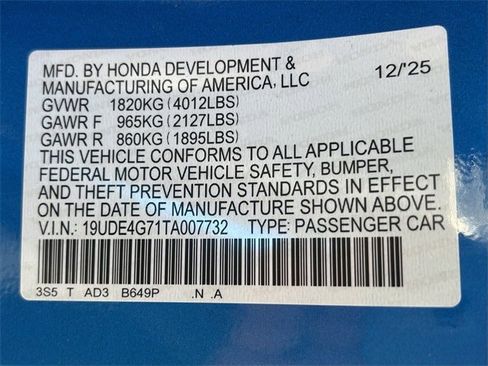 MFD. BY HONDA DEVELOPMENT & 12/'25
MANUFACTURING OF AMERICA, LLC
GVWR 1820KG (4012LBS)
GAWR F 965KG (2127LBS)
GAWR R 860KG (1895LBS)
THIS VEHICLE CONFORMS TO ALL APPLICABLE
FEDERAL MOTOR VEHICLE SAFETY, BUMPER,
AND THEFT PREVENTION STANDARDS IN EFFECT
ON THE DATE OF MANUFACTURE SHOWN ABOVE.
V.I.N.: 19UDE4G71TA007732 TYPE: PASSENGER CAR
3S5 T AD3 B649P .N .A